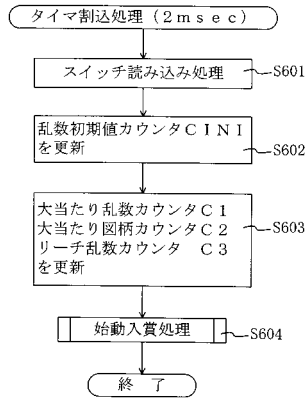 タイマ割込処理(2msec)
スイッチ読み込み処理
S601
乱数初期値カウンタCINI
を更新
S602
大当たり乱数カウンタC1
大当たり図柄カウンタC2
リーチ乱数カウンタ C3
を更新
S603
始動入賞処理
S604
終 了